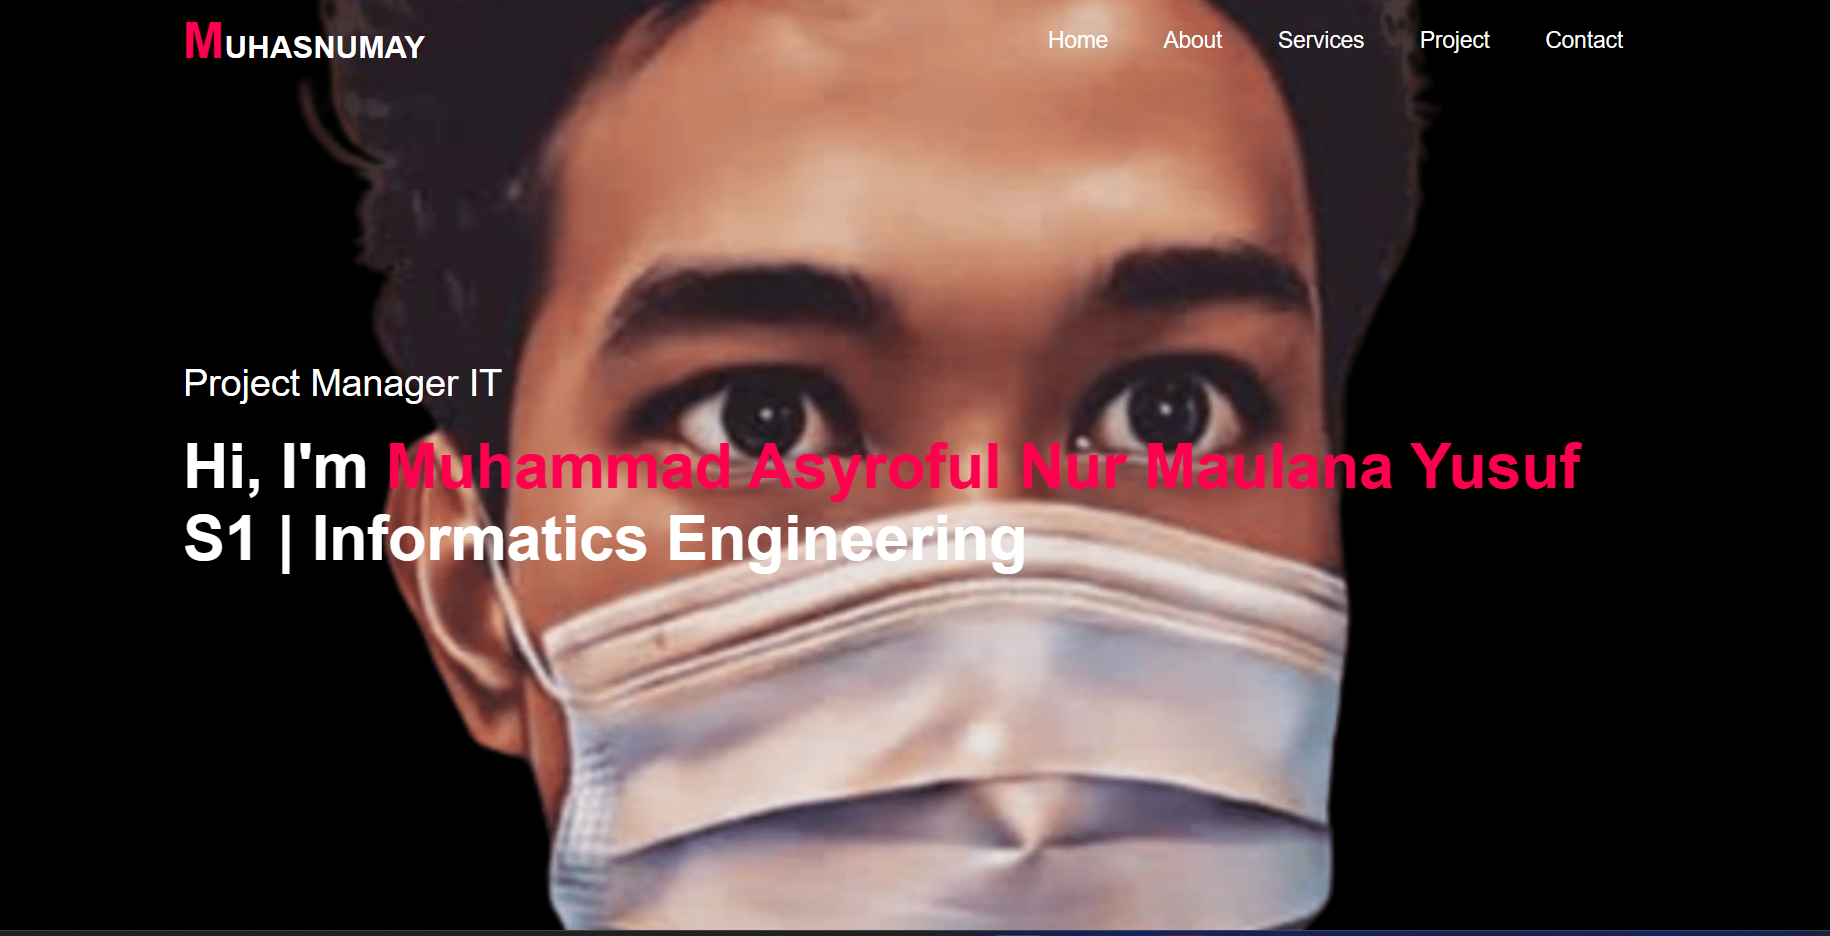 MUHASNUMAY
Home About Services Project Contact
Project Manager IT
Hi, I'm Muhammad Asyroful Nur Maulana Yusuf
S1 | Informatics Engineering